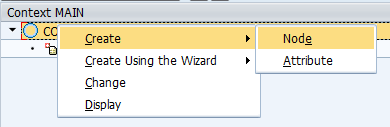 Context MAIN
CO
Create
Node
Create Using the Wizard
Attribute
Change
Display